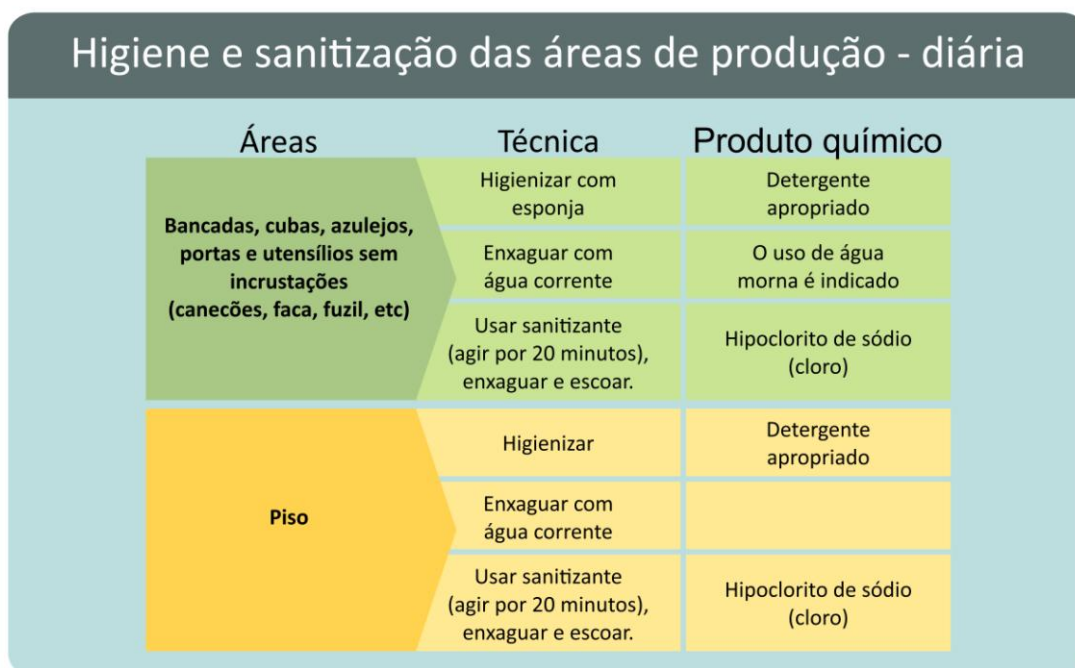 Higiene e sanitização das áreas de produção - diária
Áreas
Técnica
Produto químico
Bancadas, cubas, azulejos,
portas e utensílios sem
incrustações
(canecões, faca, fuzil, etc)
Higienizar com
esponja
Detergente
apropriado
Enxaguar com
água corrente
O uso de água
morna é indicado
Usar sanitizante
(agir por 20 minutos),
enxaguar e escoar.
Hipoclorito de sódio
(cloro)
Piso
Higienizar
Detergente
apropriado
Enxaguar com
água corrente
Usar sanitizante
(agir por 20 minutos),
enxaguar e escoar.
Hipoclorito de sódio
(cloro)